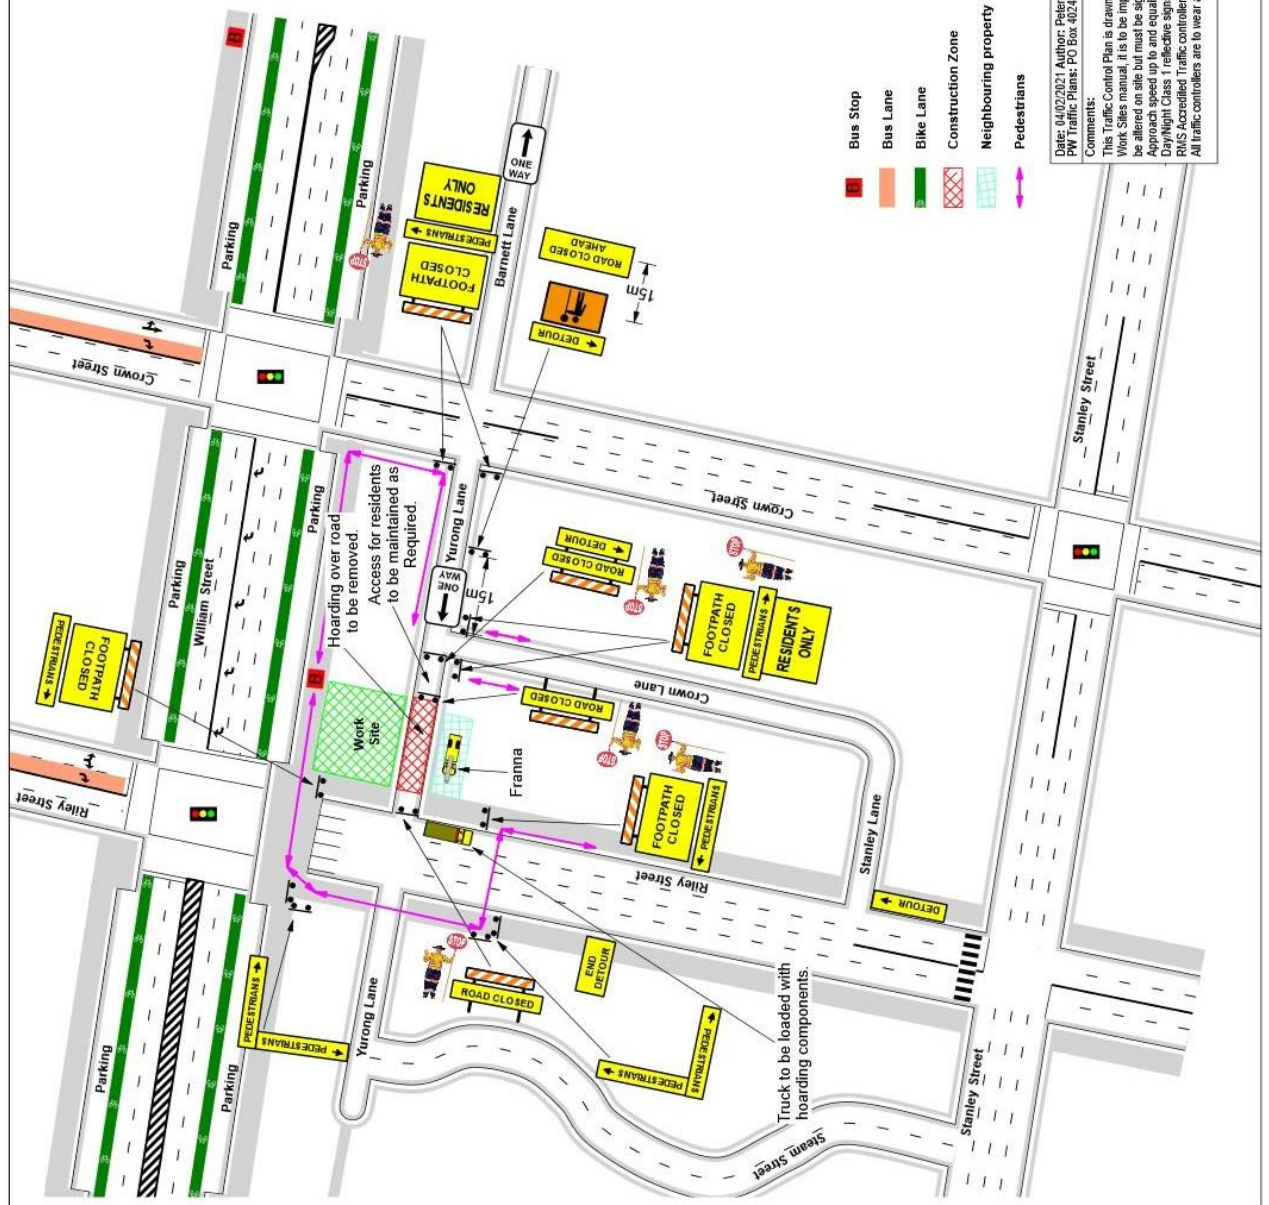 B
Parking
Parking
Crown Street
Parking
William Street
Parking
PEDESTRIANS
FOOTPATH
CLOSED
Riley Street
Parking
Parking
RESIDENTS
ONLY
PEDESTRIANS
FOOTPATH
CLOSED
ONE
WAY
Barnett Lane
ROAD CLOSED
AHEAD
DETOUR
15m
B Bus Stop
Bus Lane
Bike Lane
Construction Zone
Neighbouring property
Pedestrians
Date: 04/02/2021 Author: Peter
PW Traffic Plans: PO Box 4024
Comments:
This Traffic Control Plan is drawn
Work Sites manual, it is to be imp
be altered on site but must be sig
Approach speed up to and equal
Day/Night Class 1 reflective signs
RMS Accredited Traffic controller
All traffic controllers are to wear a
Hoarding over road
to be removed.
Access for residents
to be maintained as
Required.
Yurong Lane
ONE
WAY
15m
B
Work
Site
Franna
ROAD CLOSED
DETOUR
STOP
STOP
STOP
FOOTPATH
CLOSED
PEDESTRIANS
RESIDENTS
ONLY
Crown Street
Crown Lane
ROAD CLOSED
STOP
STOP
FOOTPATH
CLOSED
PEDESTRIANS
Riley Street
Stanley Lane
DETOUR
Stanley Street
PEDESTRIANS
PEDESTRIANS
Yurong Lane
STOP
ROAD CLOSED
END
DETOUR
PEDESTRIANS
PEDESTRIANS
Truck to be loaded with
hoarding components.
Steam Street
Stanley Street